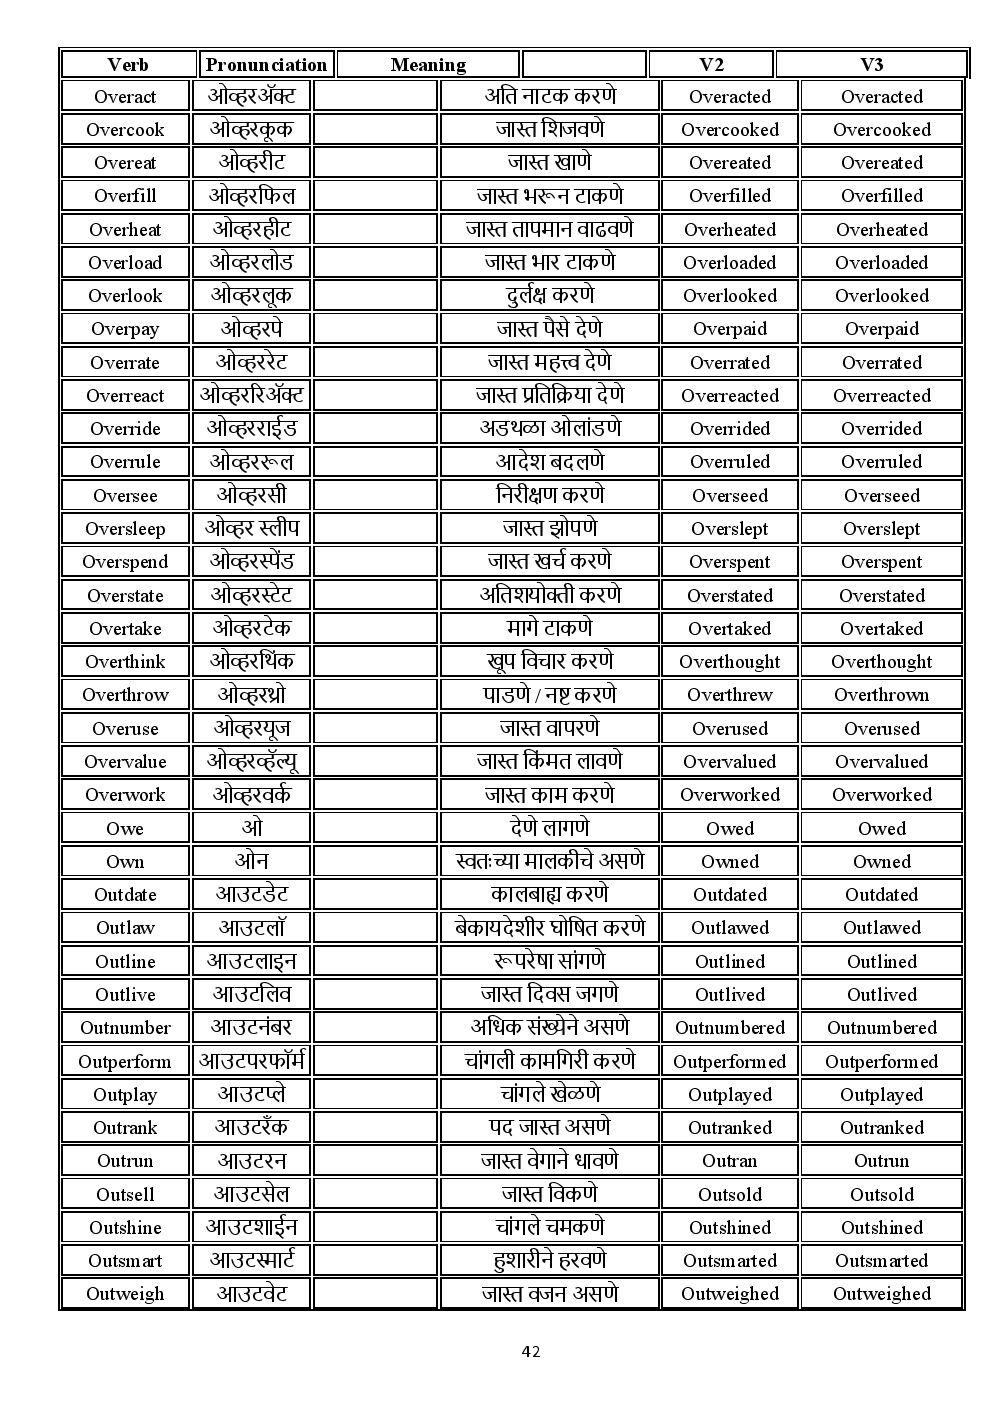 Verb Pronunciation Meaning V2 V3
Overact ओव्हरॲक्ट अति नाटक करणे Overacted Overacted
Overcook ओव्हरकूक जास्त शिजवणे Overcooked Overcooked
Overeat ओव्हरीट जास्त खाणे Overeated Overeated
Overfill ओव्हरफिल जास्त भरून टाकणे Overfilled Overfilled
Overheat ओव्हरहीट जास्त तापमान वाढवणे Overheated Overheated
Overload ओव्हरलोड जास्त भार टाकणे Overloaded Overloaded
Overlook ओव्हरलूक दुर्लक्ष करणे Overlooked Overlooked
Overpay ओव्हरपे जास्त पैसे देणे Overpaid Overpaid
Overrate ओव्हररेट जास्त महत्त्व देणे Overrated Overrated
Overreact ओव्हररिॲक्ट जास्त प्रतिक्रिया देणे Overreacted Overreacted
Override ओव्हरराईड अडथळा ओलांडणे Overrided Overrided
Overrule ओव्हररूल आदेश बदलणे Overruled Overruled
Oversee ओव्हरसी निरीक्षण करणे Overseed Overseed
Oversleep ओव्हर स्लीप जास्त झोपणे Overslept Overslept
Overspend ओव्हरस्पेंड जास्त खर्च करणे Overspent Overspent
Overstate ओव्हरस्टेट अतिशयोक्ती करणे Overstated Overstated
Overtake ओव्हरटेक मागे टाकणे Overtaked Overtaked
Overthink ओव्हरथिंक खूप विचार करणे Overthought Overthought
Overthrow ओव्हरथ्रो पाडणे / नष्ट करणे Overthrew Overthrown
Overuse ओव्हरयूज जास्त वापरणे Overused Overused
Overvalue ओव्हरव्हॅल्यू जास्त किंमत लावणे Overvalued Overvalued
Overwork ओव्हरवर्क जास्त काम करणे Overworked Overworked
Owe ओ देणे लागणे Owed Owed
Own ओन स्वतःच्या मालकीचे असणे Owned Owned
Outdate आउटडेट कालबाह्य करणे Outdated Outdated
Outlaw आउटलॉ बेकायदेशीर घोषित करणे Outlawed Outlawed
Outline आउटलाइन रूपरेषा सांगणे Outlined Outlined
Outlive आउटलिव जास्त दिवस जगणे Outlived Outlived
Outnumber आउटनंबर अधिक संख्येने असणे Outnumbered Outnumbered
Outperform आउटपरफॉर्म चांगली कामगिरी करणे Outperformed Outperformed
Outplay आउटप्ले चांगले खेळणे Outplayed Outplayed
Outrank आउटरँक पद जास्त असणे Outranked Outranked
Outrun आउटरन जास्त वेगाने धावणे Outran Outrun
Outsell आउटसेल जास्त विकणे Outsold Outsold
Outshine आउटशाईन चांगले चमकणे Outshined Outshined
Outsmart आउटस्मार्ट हुशारीने हरवणे Outsmarted Outsmarted
Outweigh आउटवेट जास्त वजन असणे Outweighed Outweighed
42